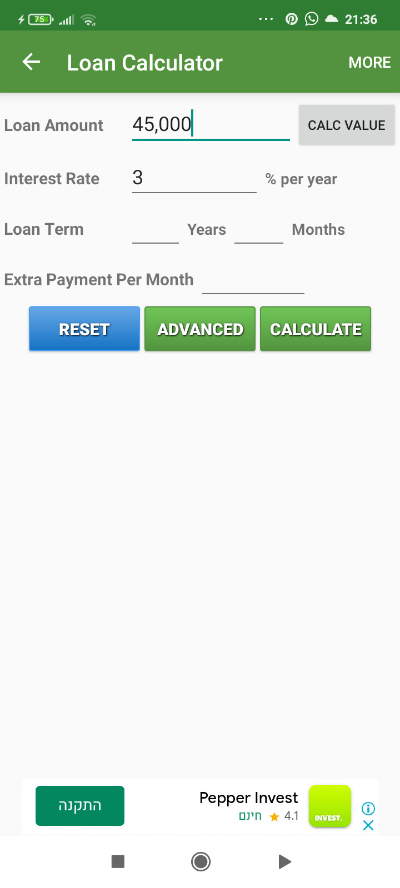 75
21:36
Loan Calculator
MORE
Loan Amount 45,000 CALC VALUE
Interest Rate 3 % per year
Loan Term Years Months
Extra Payment Per Month
RESET ADVANCED CALCULATE
התקנה
Pepper Invest
חינם 4.1
INVEST.